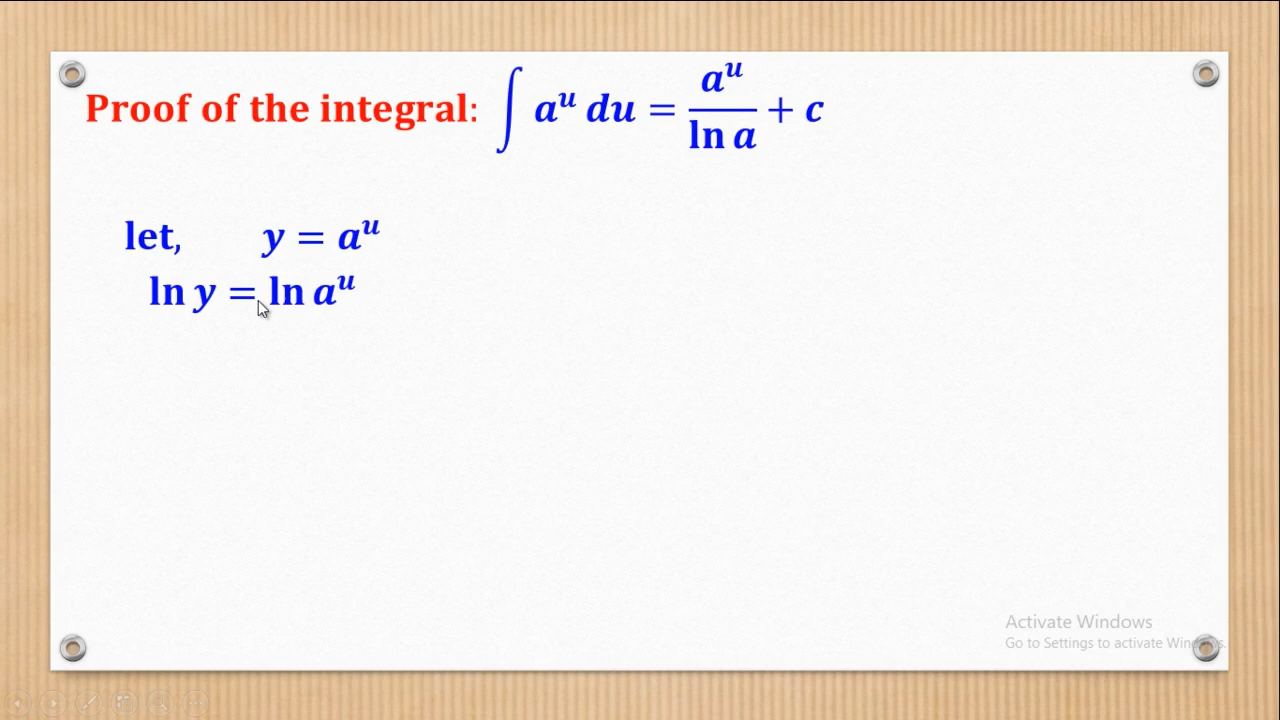 Proof of the integral: ∫ a^u du = a^u / ln a + c
let, y = a^u
ln y = ln a^u
Activate Windows
Go to Settings to activate Windows.